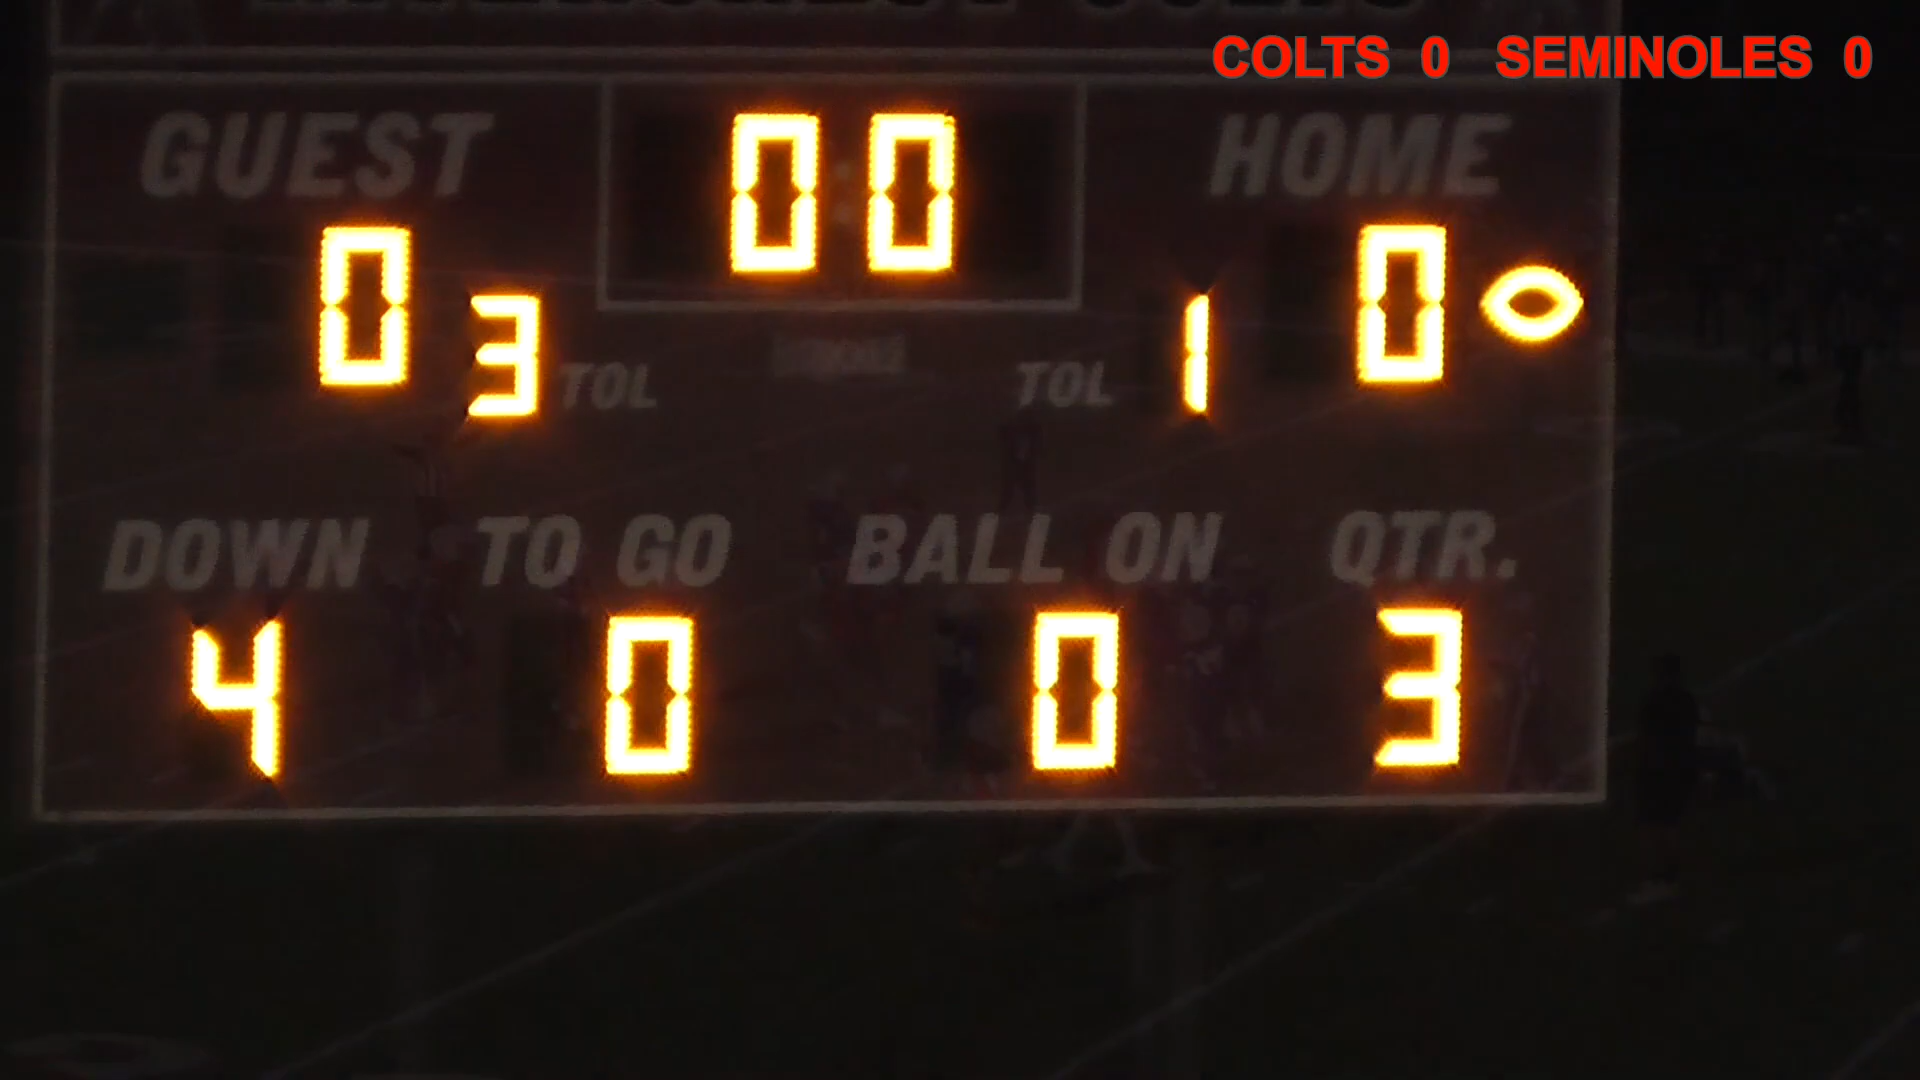 COLTS 0 SEMINOLES 0
GUEST 00 HOME
0 3 TOL TOL 1 0
DOWN TO GO BALL ON QTR.
4 0 0 3